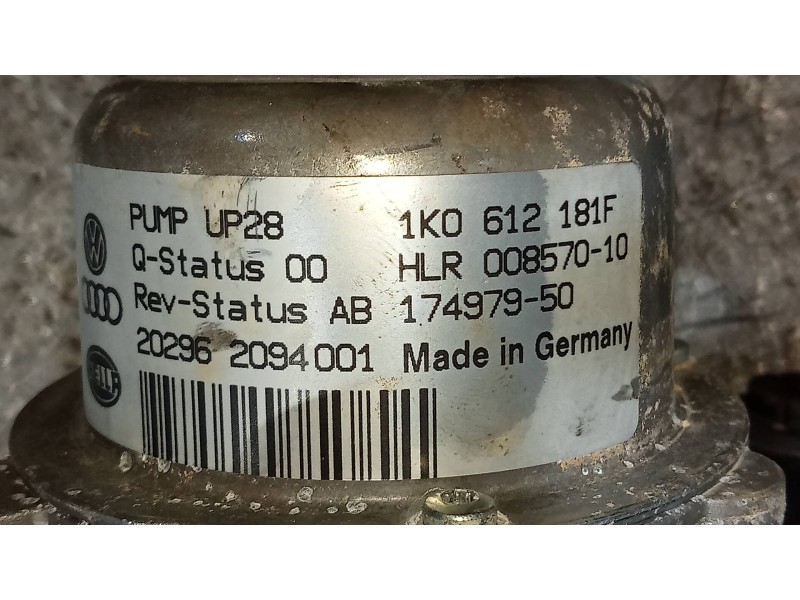 PUMP UP28 1K0 612 181F
Q-Status 00 HLR 008570-10
Rev-Status AB 174979-50
20296 2094001 Made in Germany
HELLA